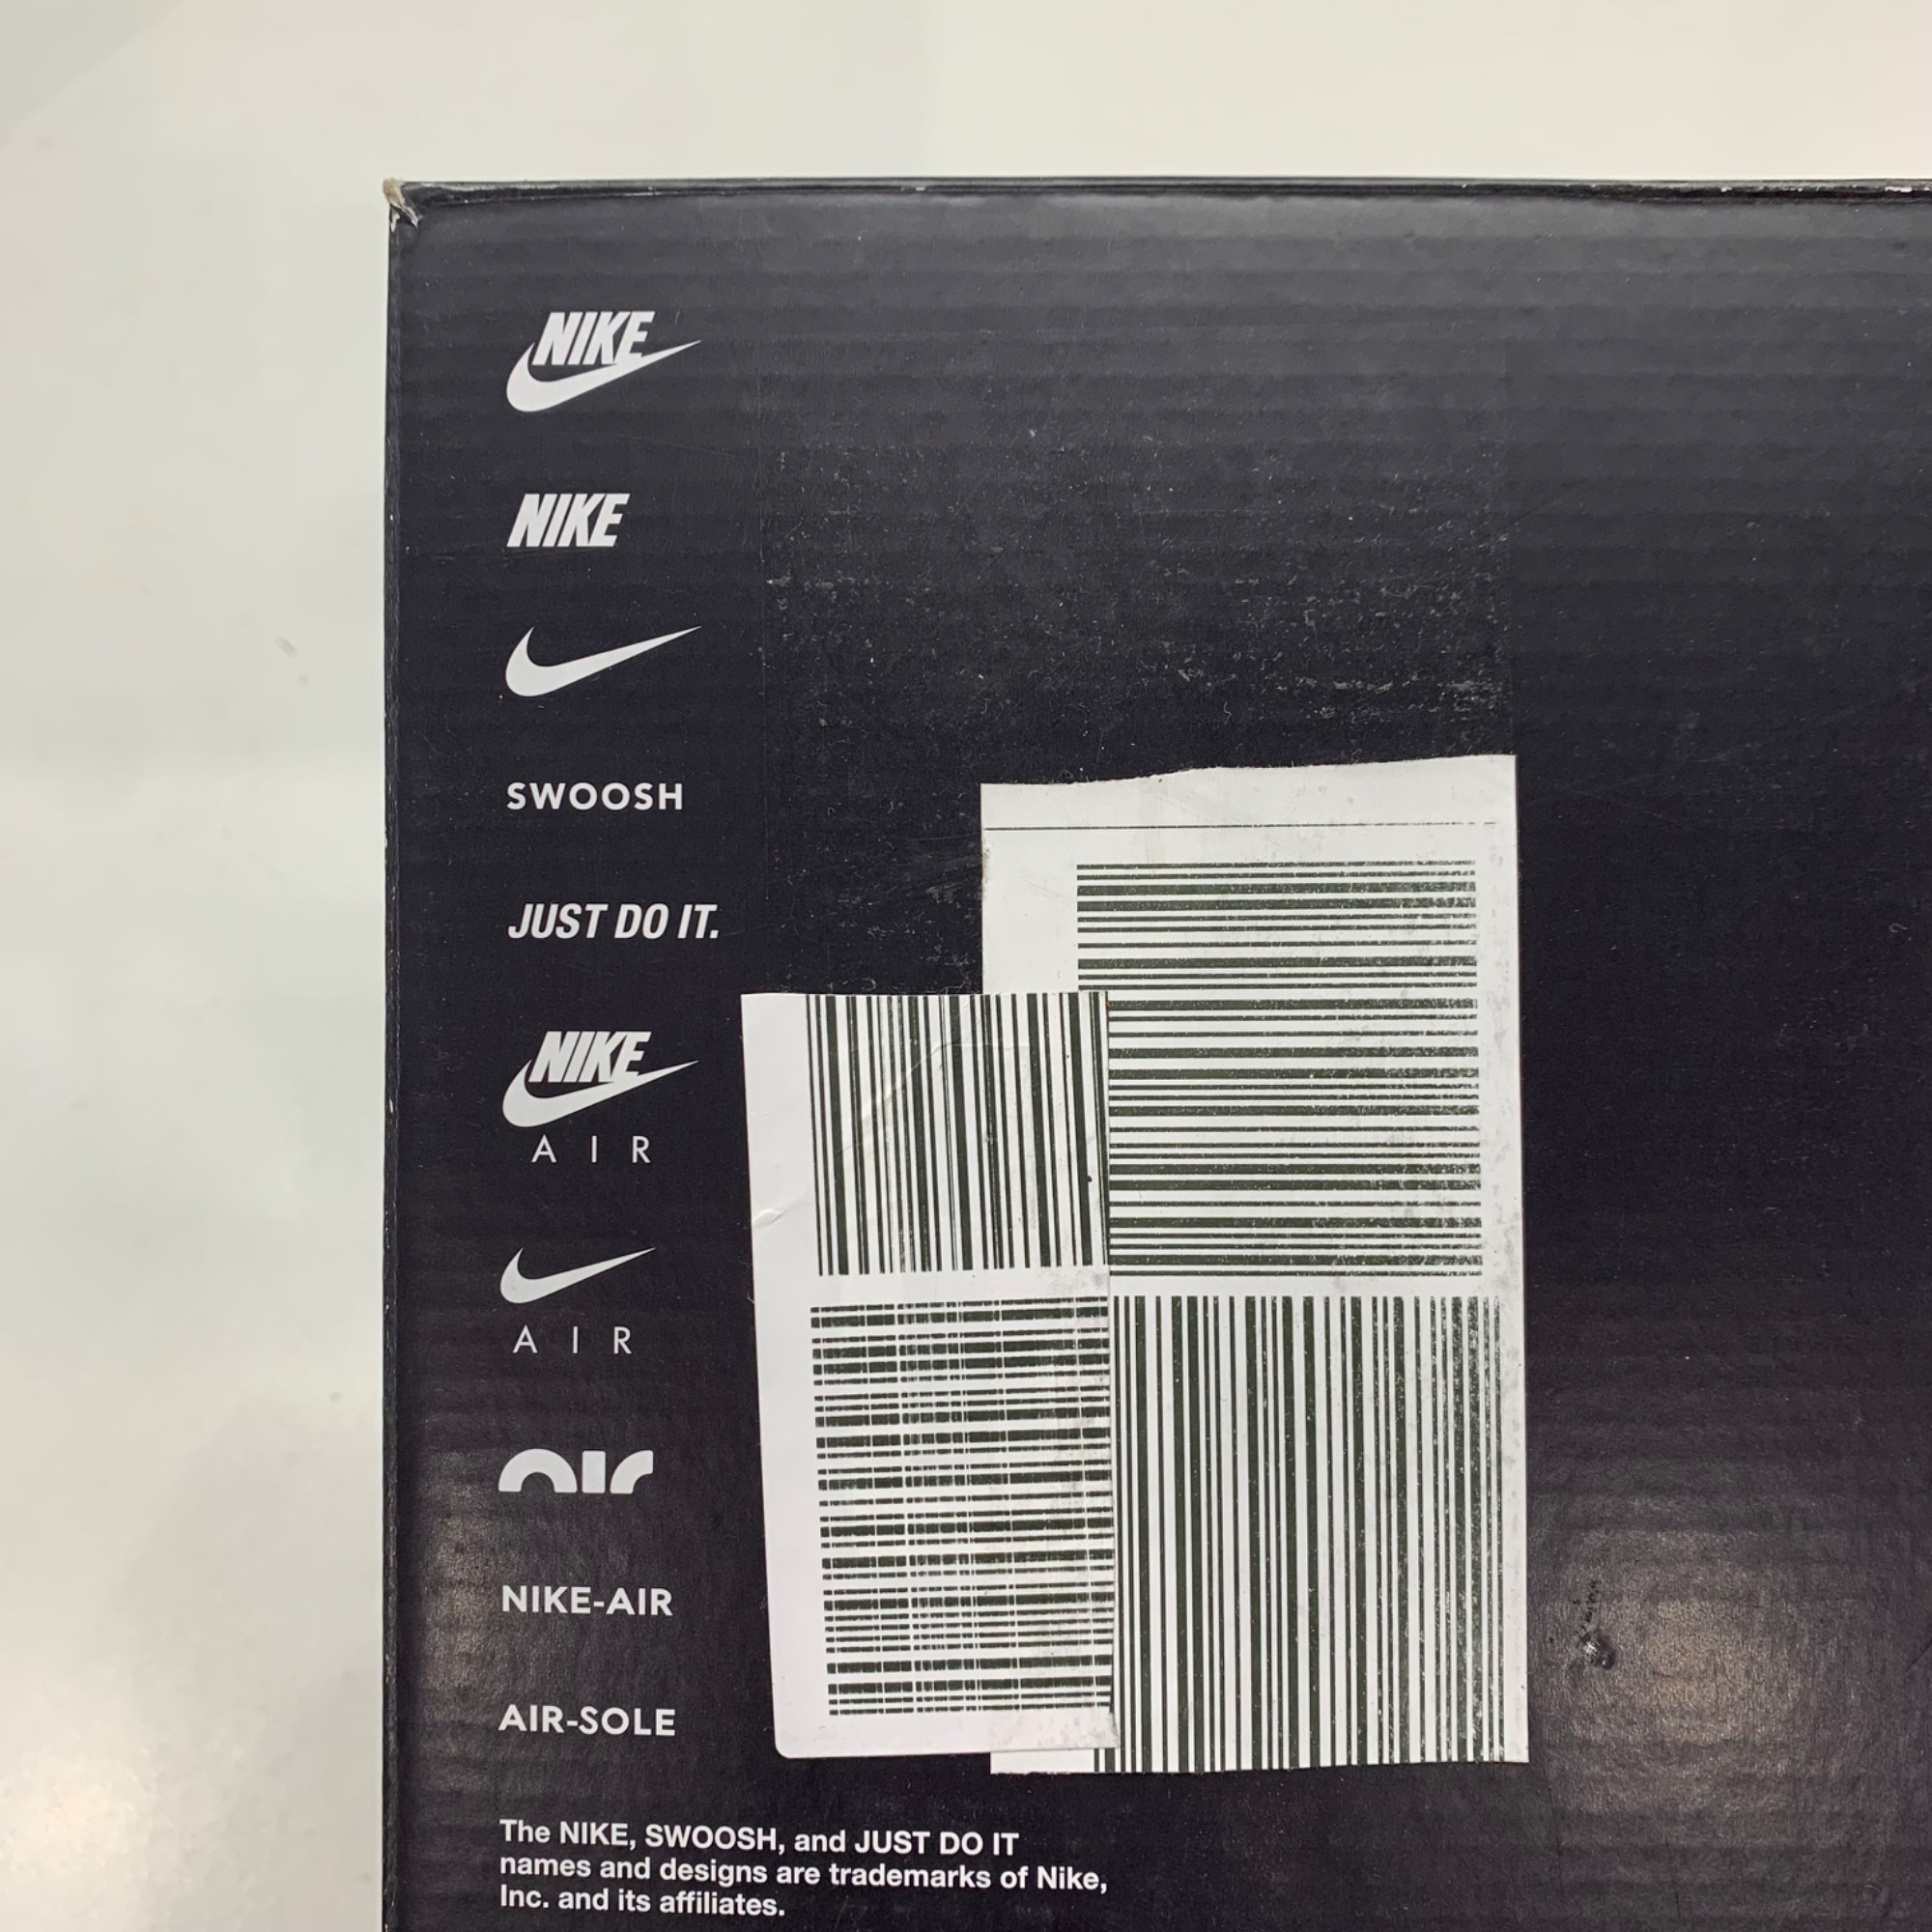 NIKE
NIKE
SWOOSH
JUST DO IT.
NIKE
AIR
AIR
air
NIKE-AIR
AIR-SOLE
The NIKE, SWOOSH, and JUST DO IT
names and designs are trademarks of Nike,
Inc. and its affiliates.